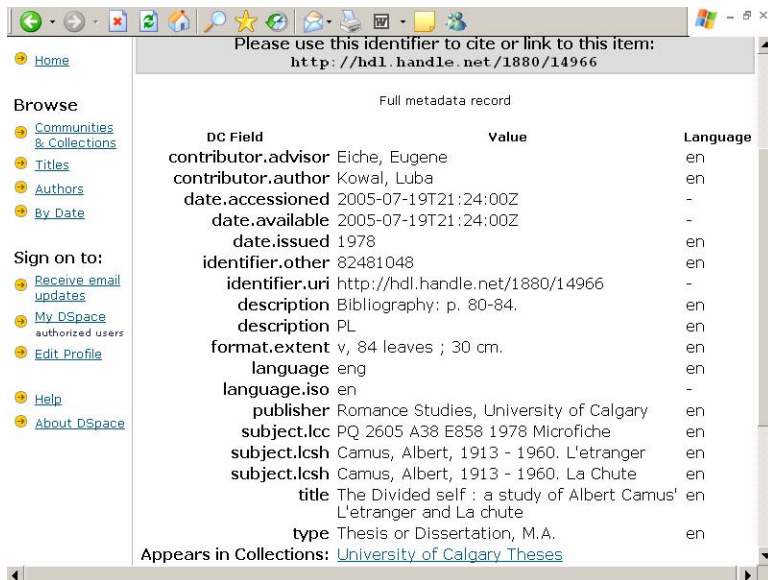 Home
Browse
Communities
& Collections
Titles
Authors
By Date
Sign on to:
Receive email
updates
My DSpace
authorized users
Edit Profile
Help
About DSpace
Please use this identifier to cite or link to this item:
http://hdl.handle.net/1880/14966
Full metadata record
DC Field Value Language
contributor.advisor Eiche, Eugene en
contributor.author Kowal, Luba en
date.accessioned 2005-07-19T21:24:00Z -
date.available 2005-07-19T21:24:00Z -
date.issued 1978 en
identifier.other 82481048 en
identifier.uri http://hdl.handle.net/1880/14966 -
description Bibliography: p. 80-84. en
description PL en
format.extent v, 84 leaves ; 30 cm. en
language eng en
language.iso en -
publisher Romance Studies, University of Calgary en
subject.lcc PQ 2605 A38 E858 1978 Microfiche en
subject.lcsh Camus, Albert, 1913 - 1960. L'etranger en
subject.lcsh Camus, Albert, 1913 - 1960. La Chute en
title The Divided self : a study of Albert Camus' en
L'etranger and La chute
type Thesis or Dissertation, M.A. en
Appears in Collections: University of Calgary Theses